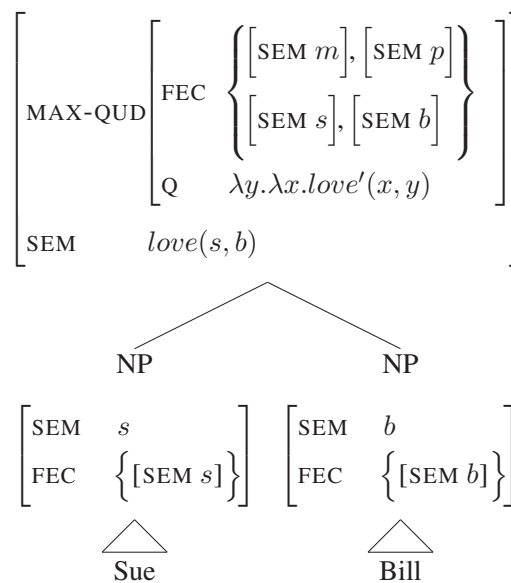 FEC {[SEM m], [SEM p]
MAX-QUD
[SEM s], [SEM b]}
Q λy.λx.love′(x, y)
SEM love(s, b)
NP NP
SEM s SEM b
FEC {[SEM s]} FEC {[SEM b]}
Sue Bill